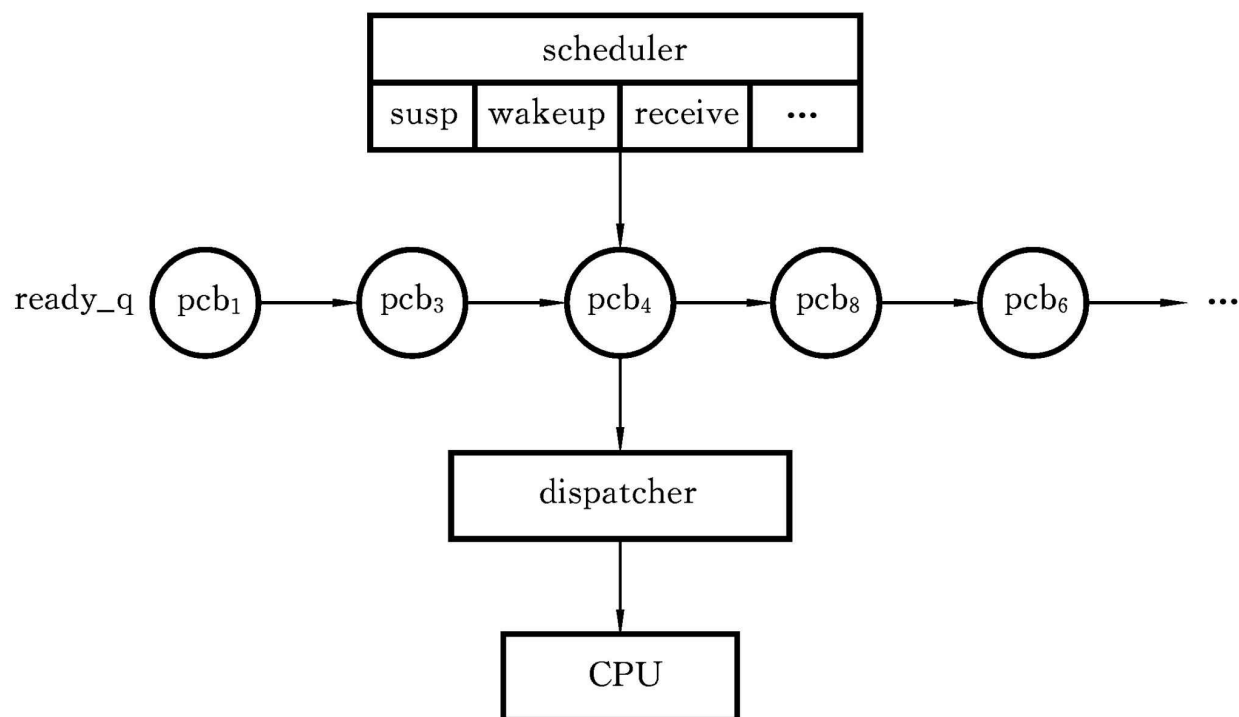 scheduler
susp wakeup receive ...
ready_q pcb₁ pcb₃ pcb₄ pcb₈ pcb₆ ...
dispatcher
CPU